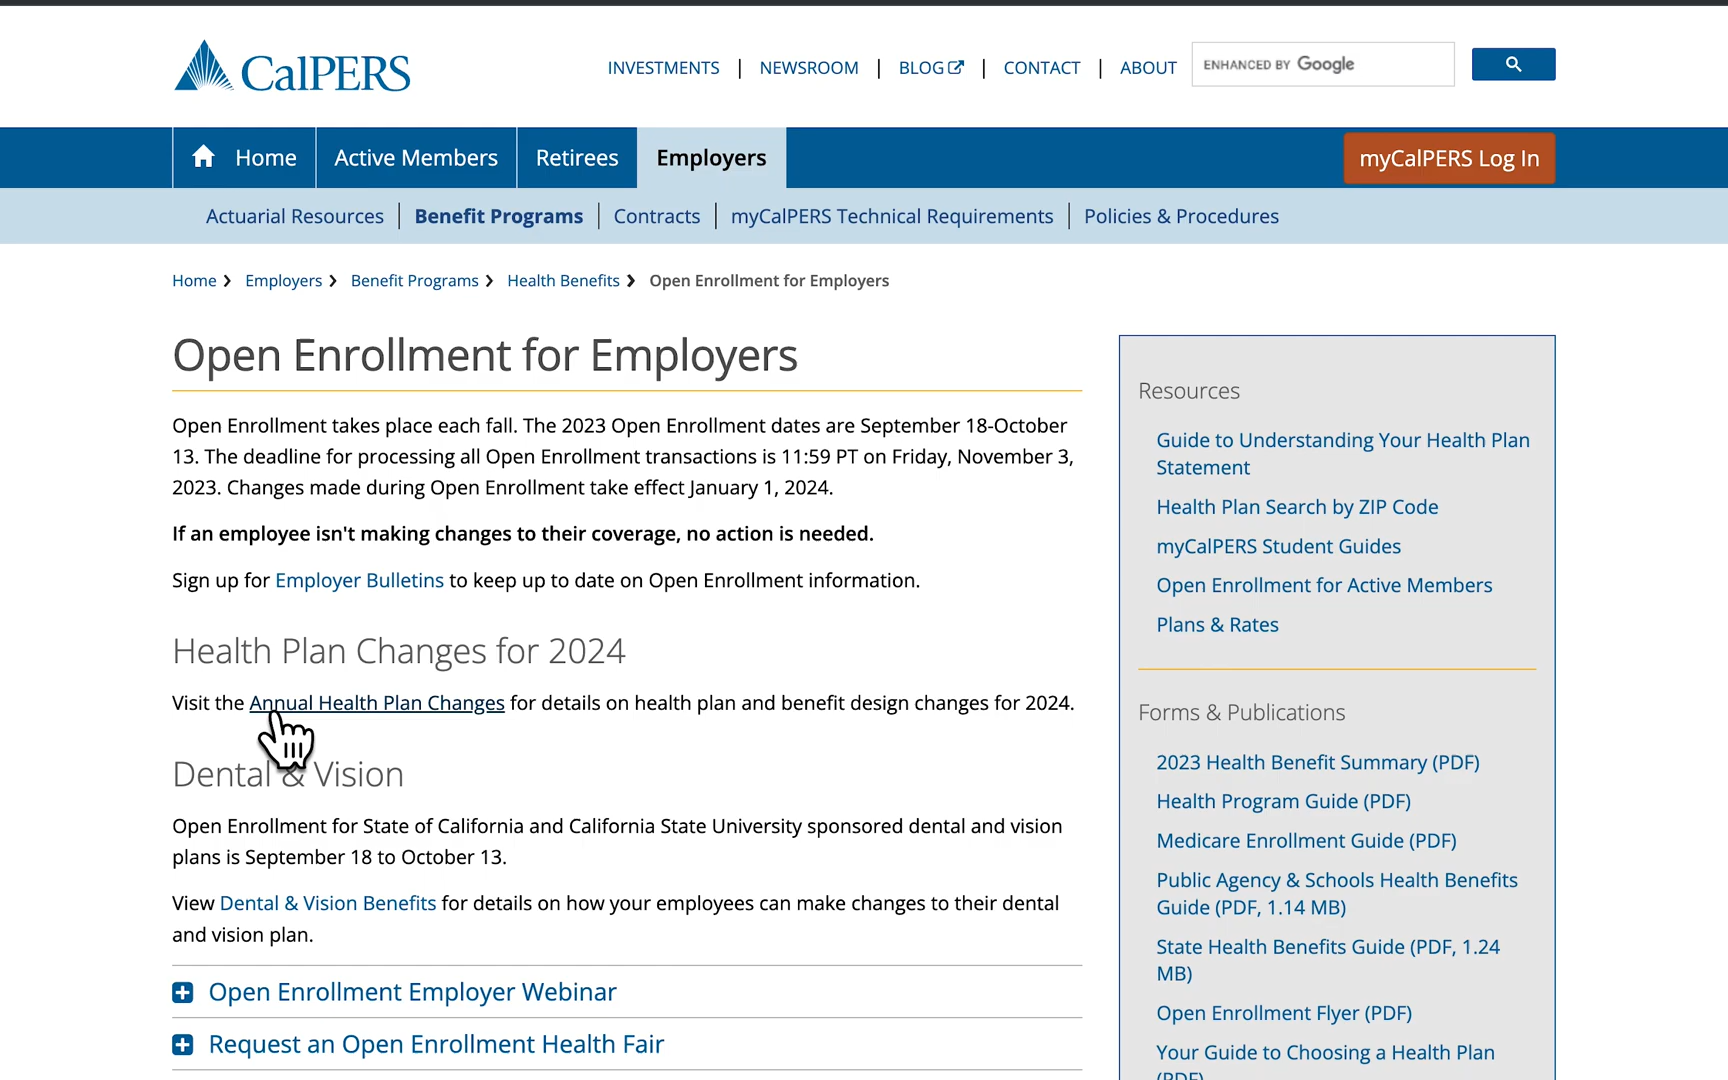 CalPERS
INVESTMENTS | NEWSROOM | BLOG | CONTACT | ABOUT
ENHANCED BY Google
Home Active Members Retirees Employers
myCalPERS Log In
Actuarial Resources | Benefit Programs | Contracts | myCalPERS Technical Requirements | Policies & Procedures
Home > Employers > Benefit Programs > Health Benefits > Open Enrollment for Employers
Open Enrollment for Employers
Open Enrollment takes place each fall. The 2023 Open Enrollment dates are September 18-October
13. The deadline for processing all Open Enrollment transactions is 11:59 PT on Friday, November 3,
2023. Changes made during Open Enrollment take effect January 1, 2024.
If an employee isn't making changes to their coverage, no action is needed.
Sign up for Employer Bulletins to keep up to date on Open Enrollment information.
Health Plan Changes for 2024
Visit the Annual Health Plan Changes for details on health plan and benefit design changes for 2024.
Dental & Vision
Open Enrollment for State of California and California State University sponsored dental and vision
plans is September 18 to October 13.
View Dental & Vision Benefits for details on how your employees can make changes to their dental
and vision plan.
Open Enrollment Employer Webinar
Request an Open Enrollment Health Fair
Resources
Guide to Understanding Your Health Plan
Statement
Health Plan Search by ZIP Code
myCalPERS Student Guides
Open Enrollment for Active Members
Plans & Rates
Forms & Publications
2023 Health Benefit Summary (PDF)
Health Program Guide (PDF)
Medicare Enrollment Guide (PDF)
Public Agency & Schools Health Benefits
Guide (PDF, 1.14 MB)
State Health Benefits Guide (PDF, 1.24
MB)
Open Enrollment Flyer (PDF)
Your Guide to Choosing a Health Plan
(PDF)